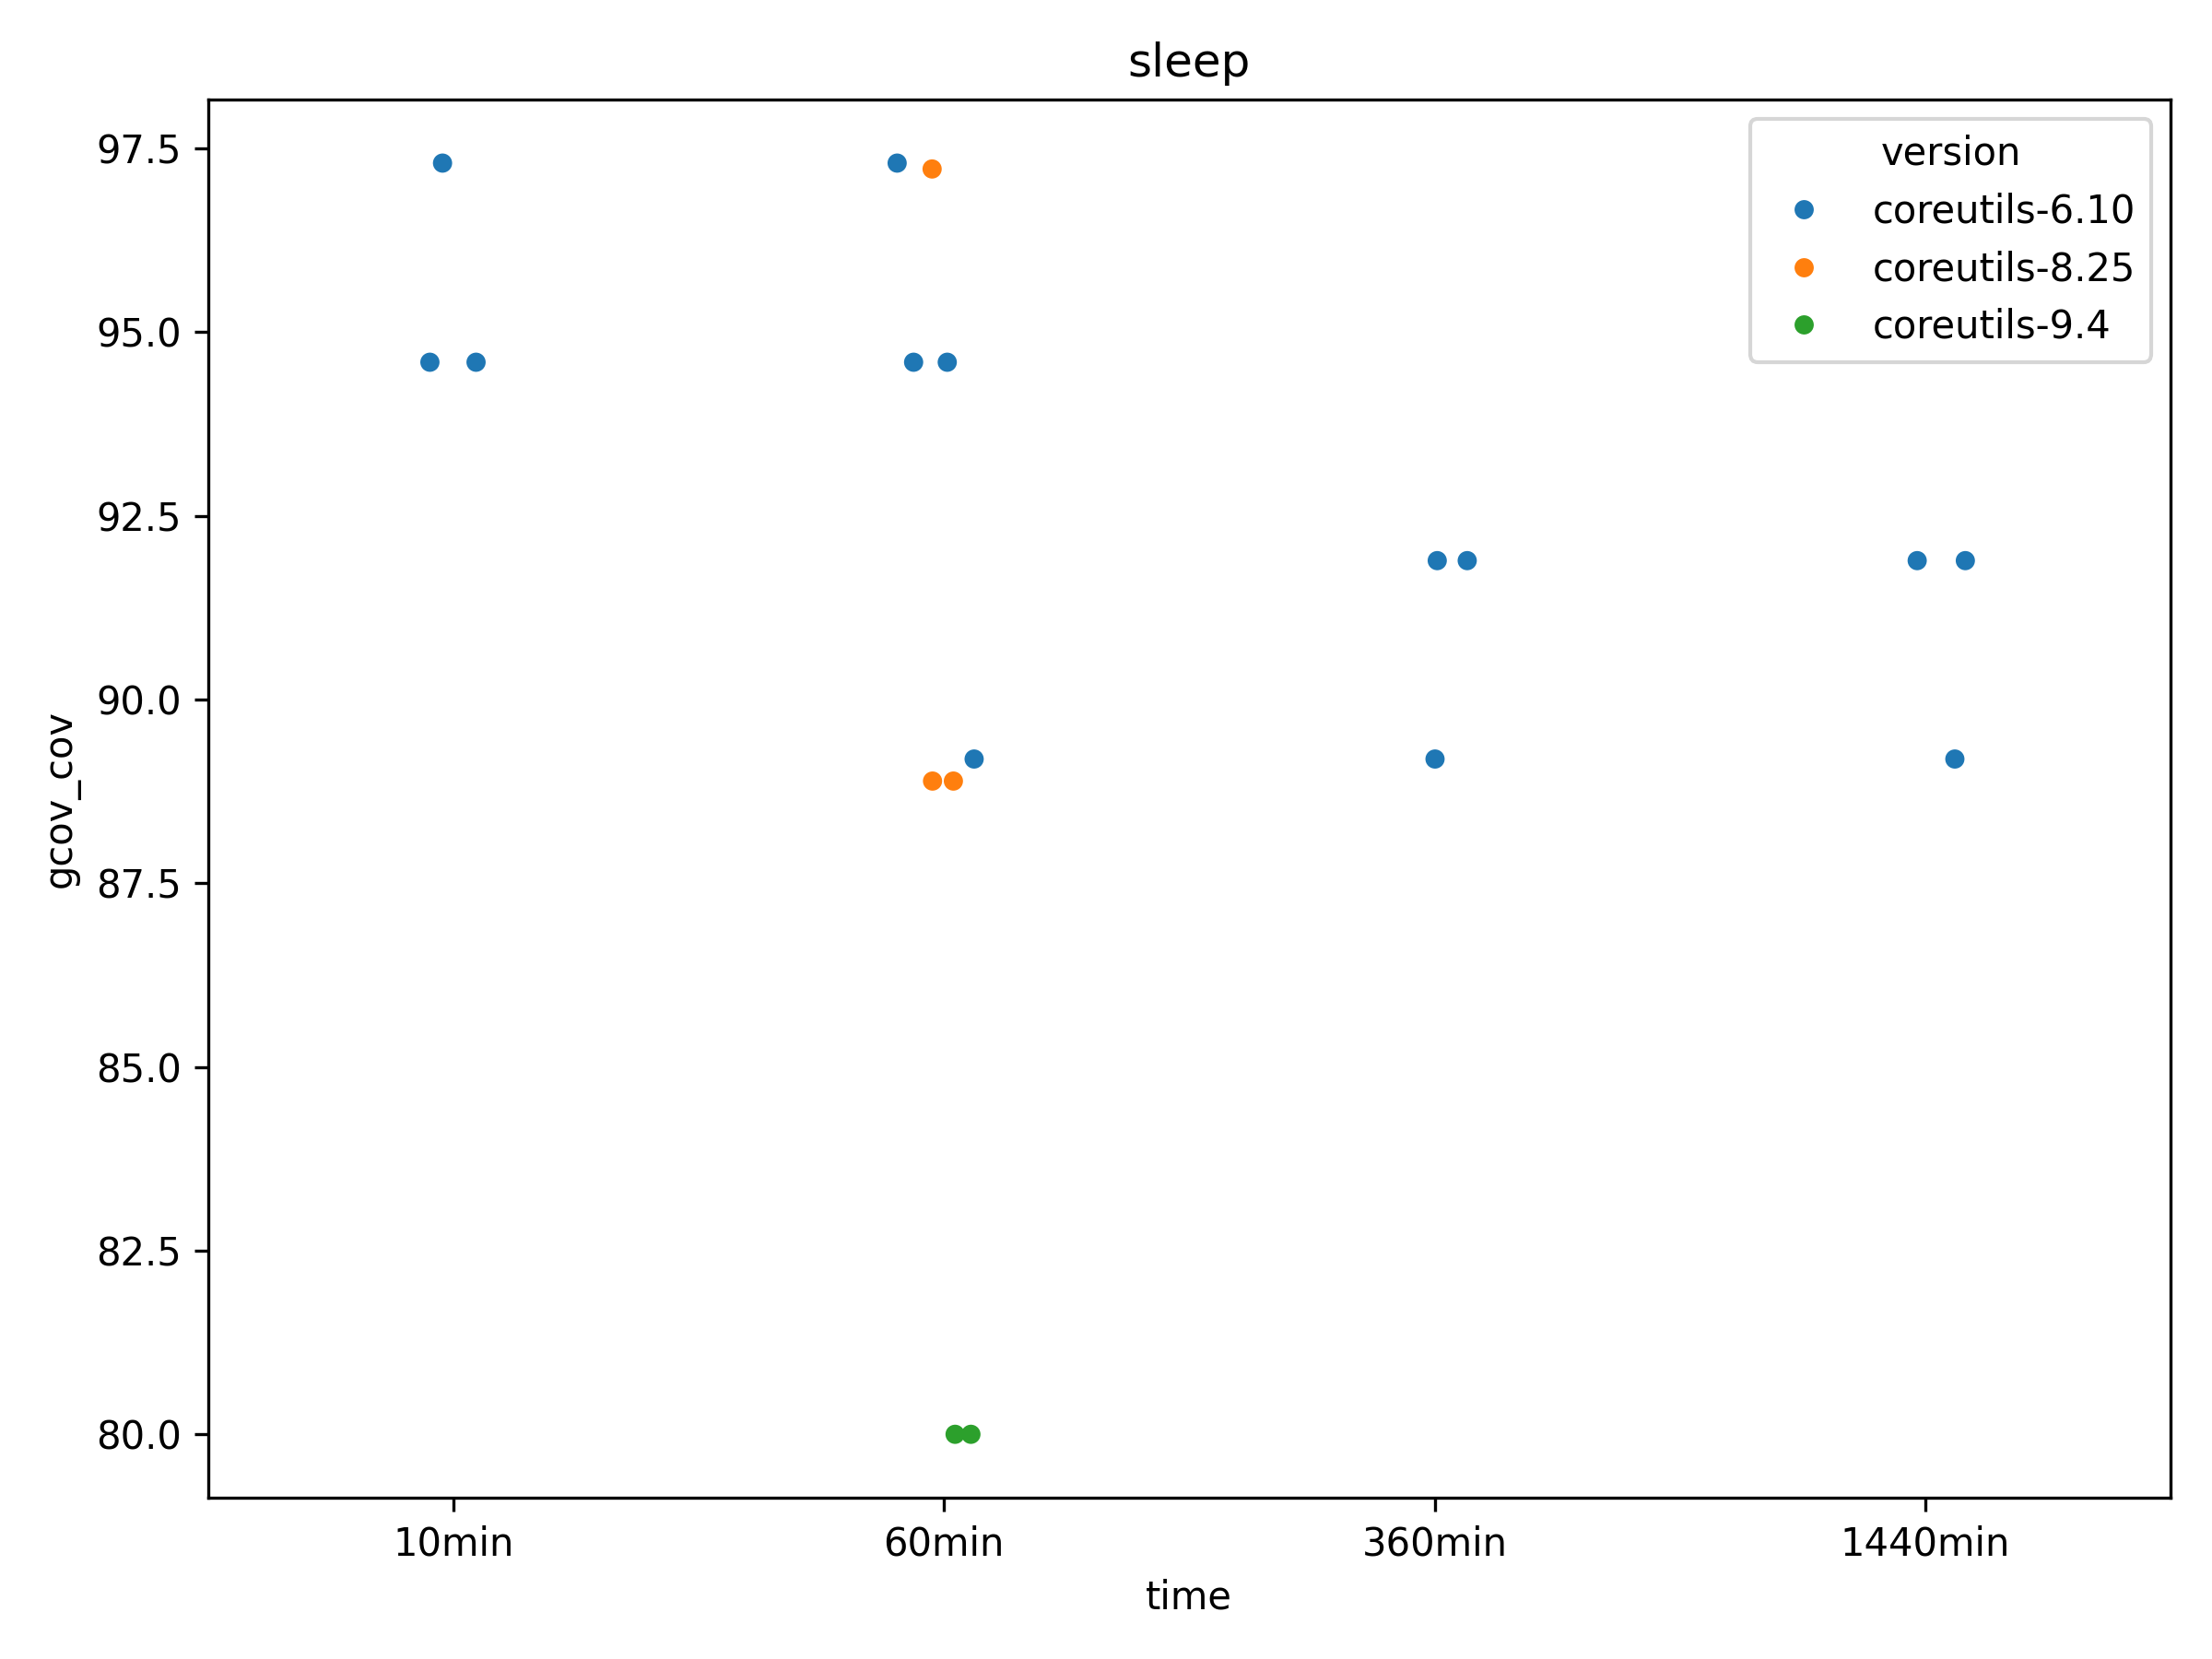 sleep
version
coreutils-6.10
coreutils-8.25
coreutils-9.4
gcov_cov
97.5
95.0
92.5
90.0
87.5
85.0
82.5
80.0
10min 60min 360min 1440min
time